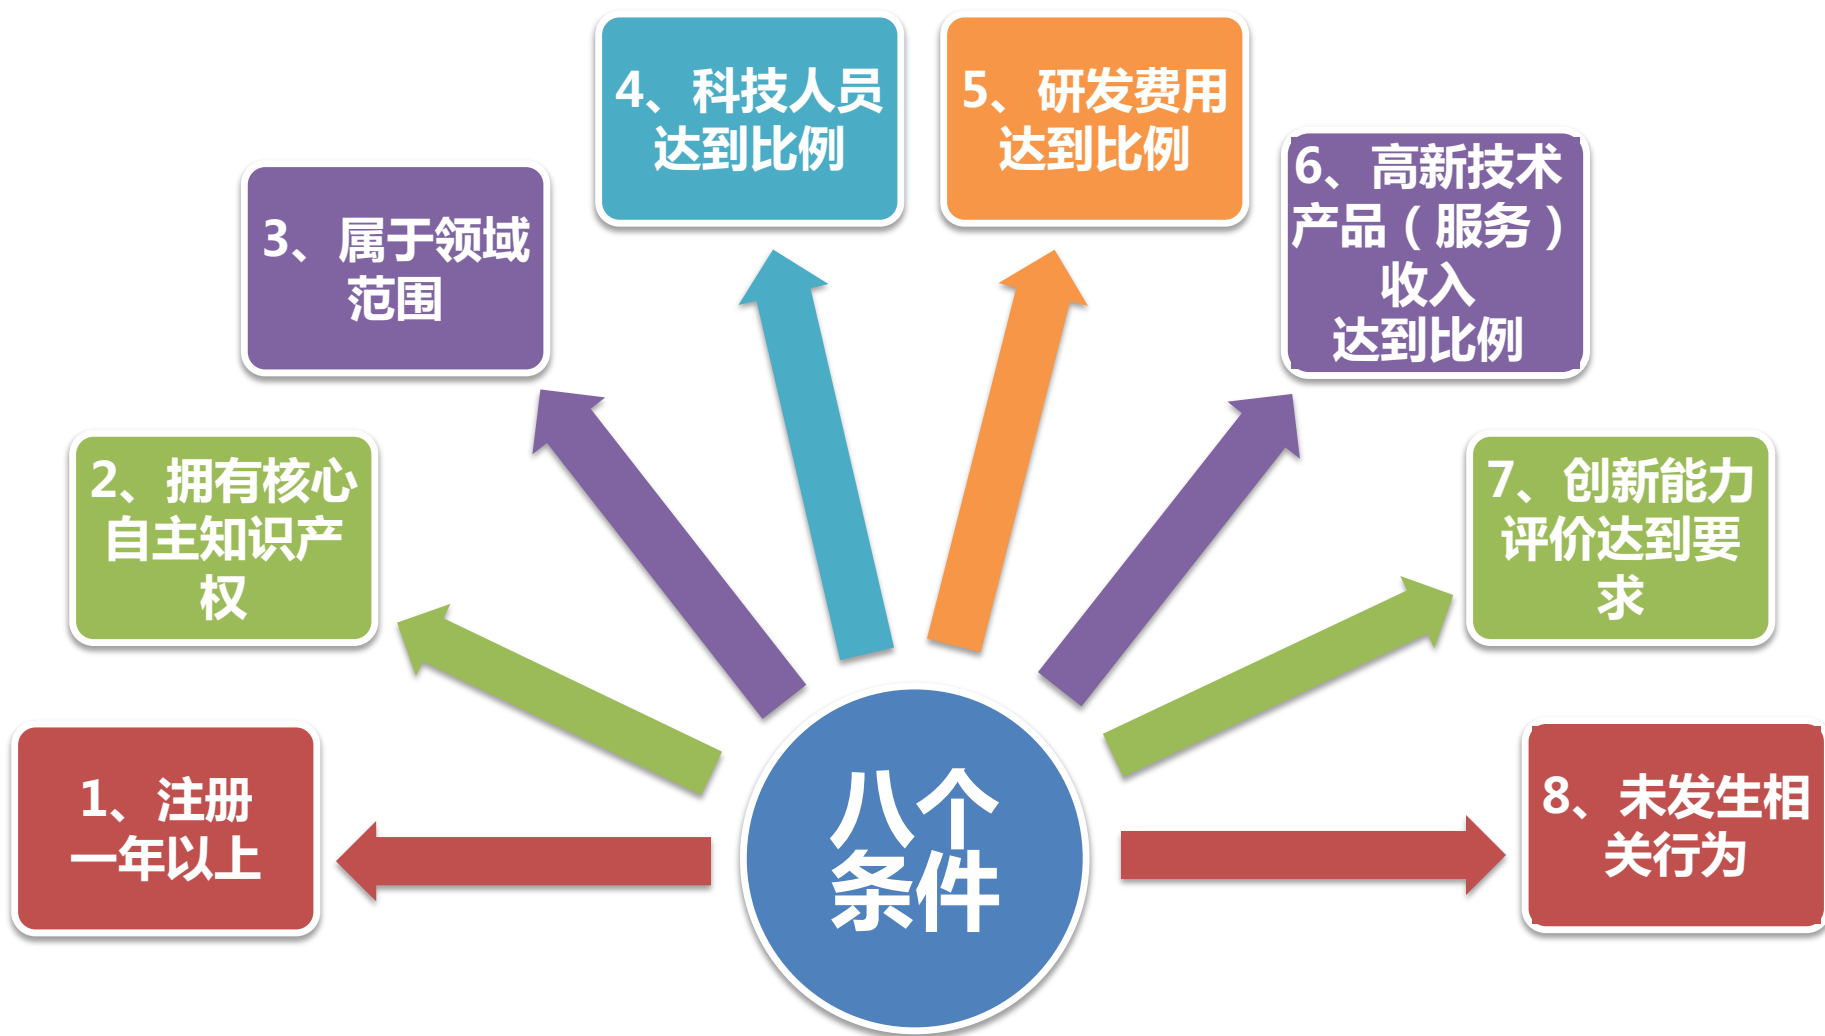 4、科技人员
达到比例
5、研发费用
达到比例
6、高新技术
产品（服务）
收入
达到比例
3、属于领域
范围
2、拥有核心
自主知识产
权
7、创新能力
评价达到要
求
1、注册
一年以上
八个
条件
8、未发生相
关行为